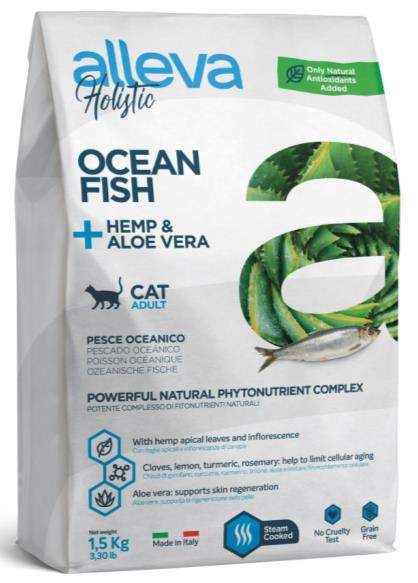 alleva
Holistic
Only Natural
Antioxidants
Added
OCEAN
FISH
+ HEMP &
ALOE VERA
CAT
ADULT
PESCE OCEANICO
PESCADO OCEÁNICO
POISSON OCÉANIQUE
OZEANISCHE FISCHE
POWERFUL NATURAL PHYTONUTRIENT COMPLEX
POTENTE COMPLESSO DI FITONUTRIENTI NATURALI
With hemp apical leaves and inflorescence
Con foglie apicali e inflorescenze di canapa
Cloves, lemon, turmeric, rosemary: help to limit cellular aging
Chiodi di garofano, curcuma, rosmarino, limone: aiuta a limitare l'invecchiamento cellulare
Aloe vera: supports skin regeneration
Aloe vera: supporta la rigenerazione della pelle
Net weight
1,5 Kg
3,30 lb
Made in Italy
Steam
Cooked
No Cruelty
Test
Grain
Free